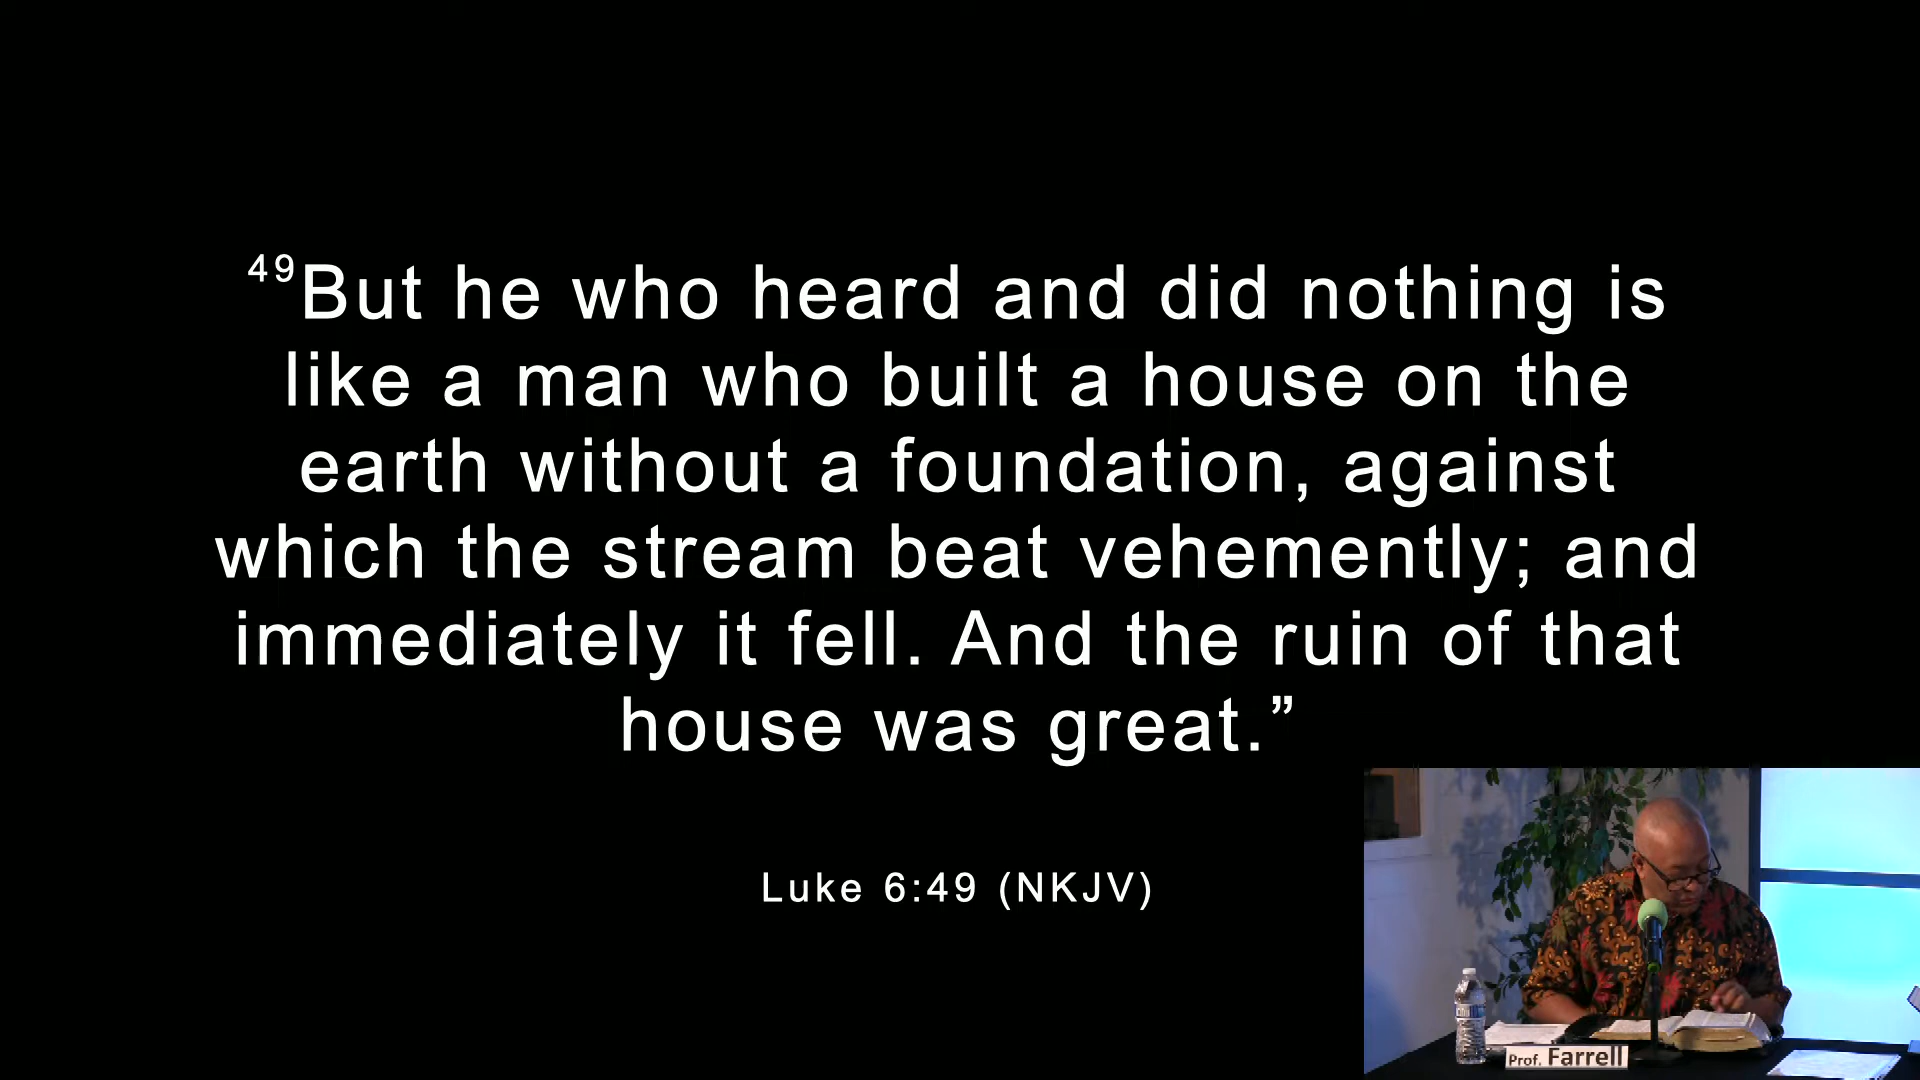 49But he who heard and did nothing is
like a man who built a house on the
earth without a foundation, against
which the stream beat vehemently; and
immediately it fell. And the ruin of that
house was great.”
Luke 6:49 (NKJV)
Prof. Farrell